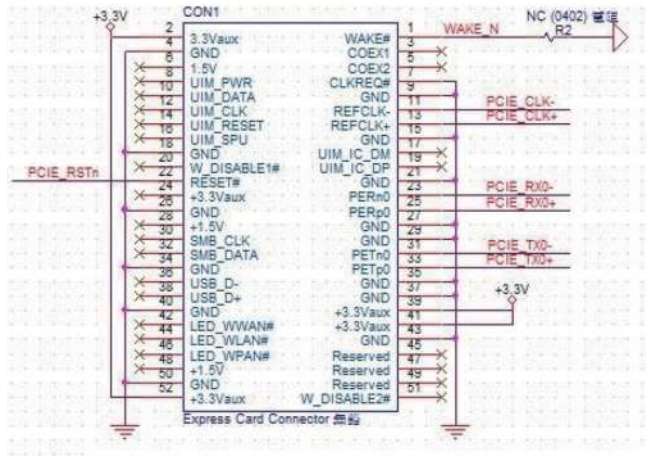 +3.3V CON1 NC (0402)
2 3.3Vaux WAKE# 1 WAKE_N R2
4 GND COEX1 3
6 1.5V COEX2 5
8 UIM_PWR CLKREQ# 7
10 UIM_DATA GND 9
12 UIM_CLK REFCLK- 11 PCIE_CLK-
14 UIM_RESET REFCLK+ 13 PCIE_CLK+
16 UIM_SPU GND 15
18 GND UIM_IC_DM 17
20 W_DISABLE1# UIM_IC_DP 19
PCIE_RSTn 22 RESET# GND 21
24 +3.3Vaux PERn0 23 PCIE_RX0-
26 GND PERp0 25 PCIE_RX0+
28 +1.5V GND 27
30 SMB_CLK GND 29
32 SMB_DATA PETn0 31 PCIE_TX0-
34 GND PETp0 33 PCIE_TX0+
36 USB_D- GND 35
38 USB_D+ GND 37
40 GND +3.3Vaux 39 +3.3V
42 LED_WWAN# +3.3Vaux 41
44 LED_WLAN# GND 43
46 LED_WPAN# Reserved 45
48 +1.5V Reserved 47
50 GND Reserved 49
52 +3.3Vaux W_DISABLE2# 51
Express Card Connector 無鉛